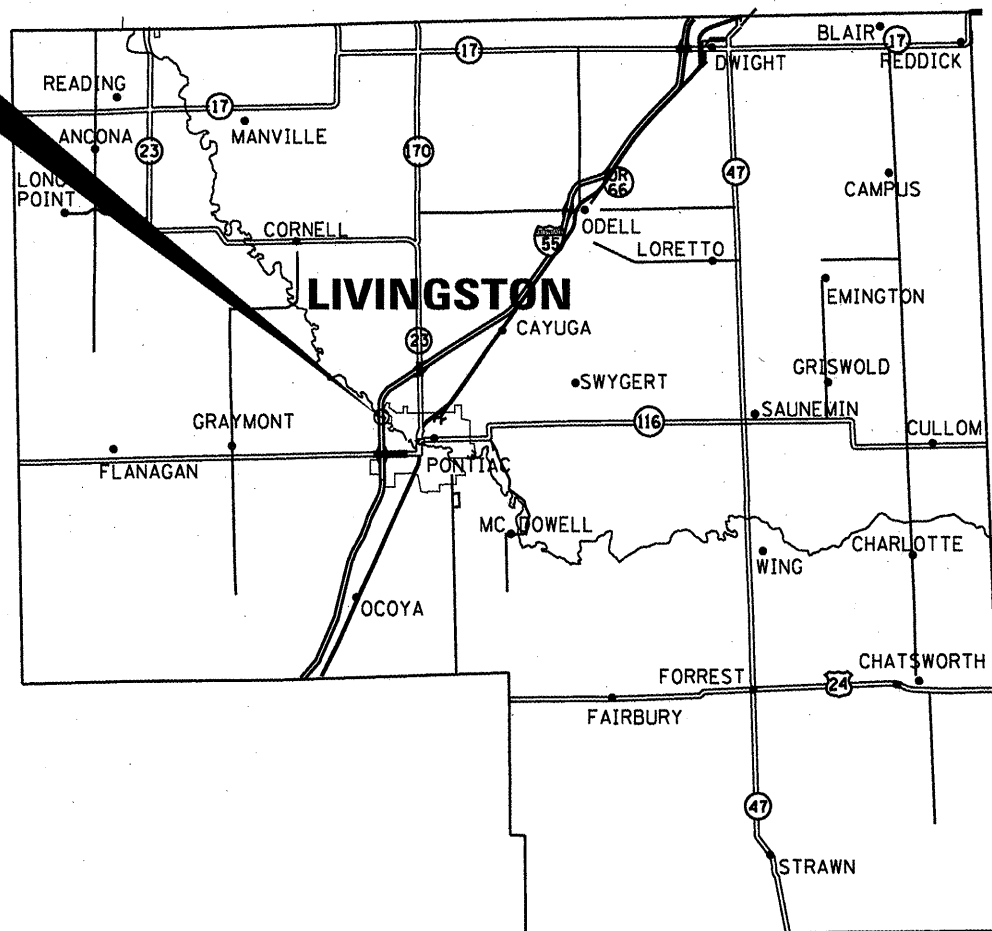 BLAIR
17
17
DWIGHT
REDDICK
READING
17
MANVILLE
ANCONA
23
170
47
LONG
POINT
66
CAMPUS
ODELL
CORNELL
55
LORETTO
LIVINGSTON
EMINGTON
CAYUGA
23
GRISWOLD
SWYGERT
SAUNEMIN
GRAYMONT
116
CULLOM
FLANAGAN
PONTIAC
MC DOWELL
CHARLOTTE
WING
OCOYA
CHATSWORTH
FORREST
24
FAIRBURY
47
STRAWN